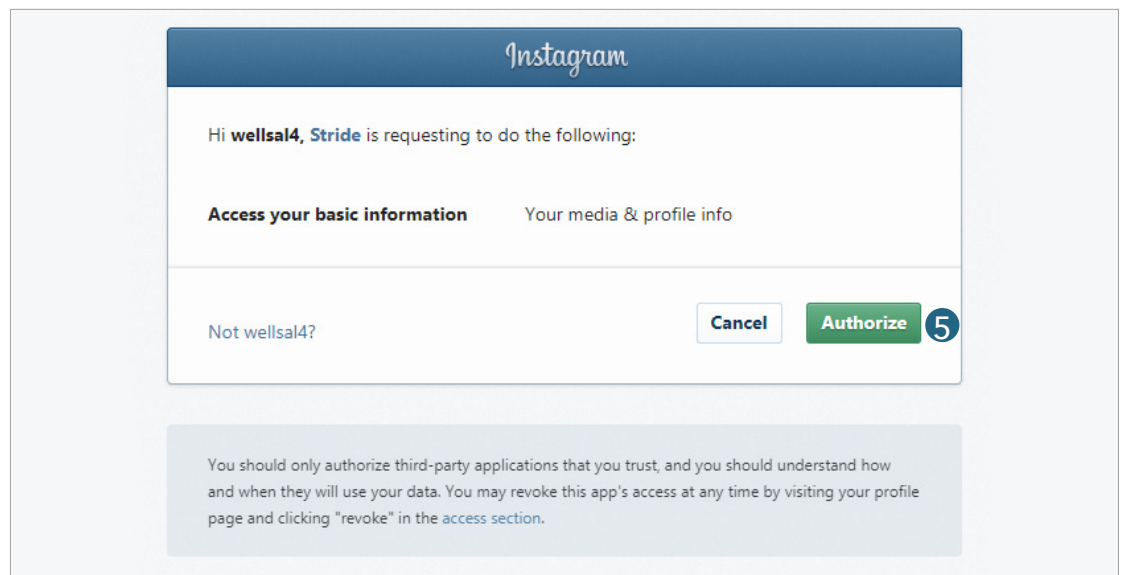 Instagram
Hi wellsal4, Stride is requesting to do the following:
Access your basic information Your media & profile info
Not wellsal4? Cancel Authorize 5
You should only authorize third-party applications that you trust, and you should understand how
and when they will use your data. You may revoke this app's access at any time by visiting your profile
page and clicking "revoke" in the access section.